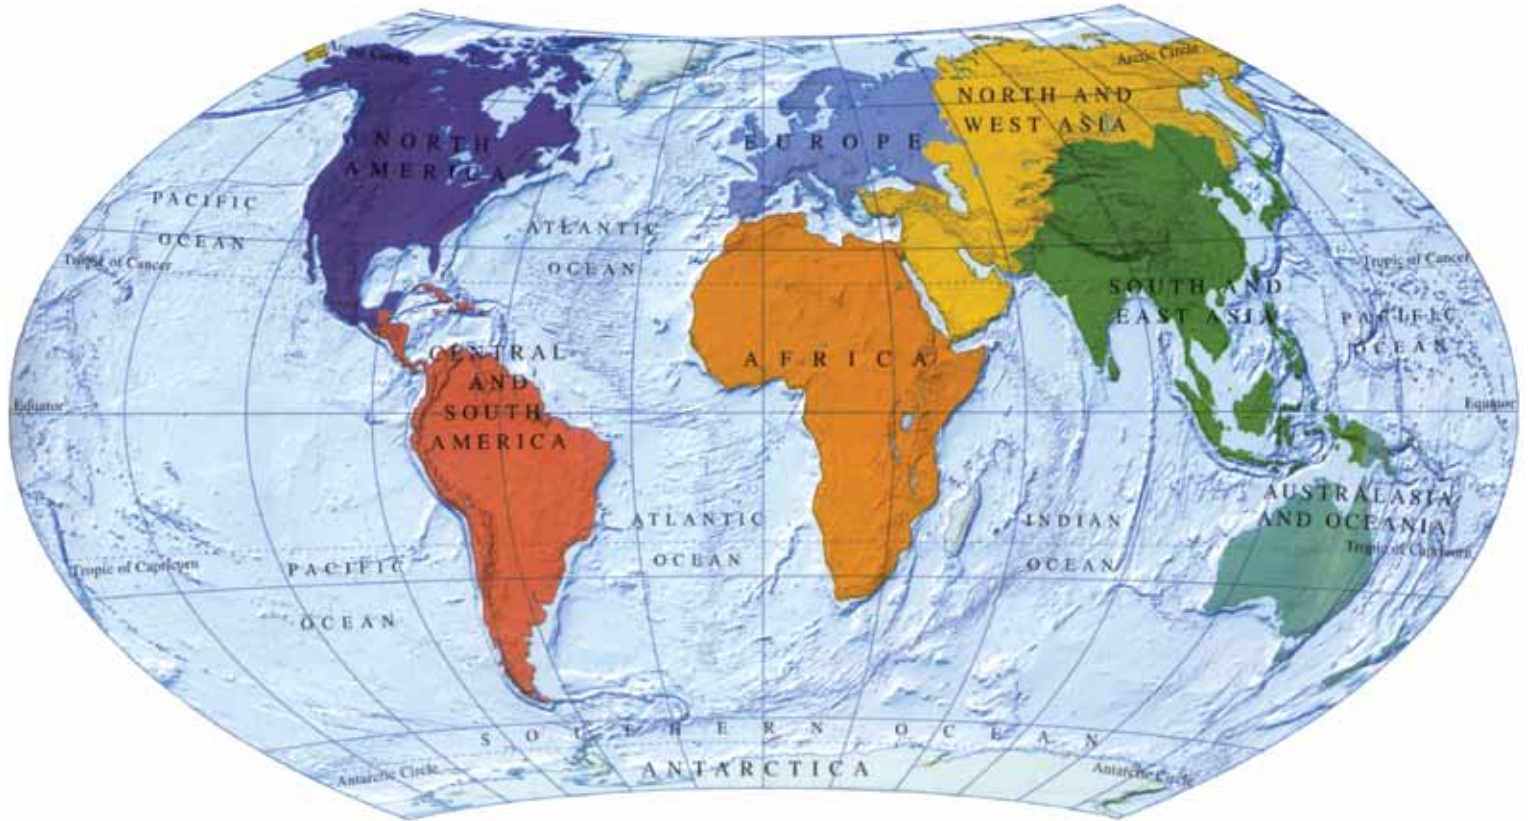 Arctic Circle
Arctic Circle
NORTH AND
WEST ASIA
NORTH
AMERICA
EUROPE
PACIFIC
OCEAN
ATLANTIC
OCEAN
Tropic of Cancer
Tropic of Cancer
SOUTH AND
EAST ASIA
PACIFIC
OCEAN
CENTRAL
AND
SOUTH
AMERICA
AFRICA
Equator
Equator
AUSTRALASIA
AND OCEANIA
ATLANTIC
OCEAN
INDIAN
OCEAN
Tropic of Capricorn
Tropic of Capricorn
PACIFIC
OCEAN
SOUTHERN OCEAN
ANTARCTICA
Antarctic Circle
Antarctic Circle